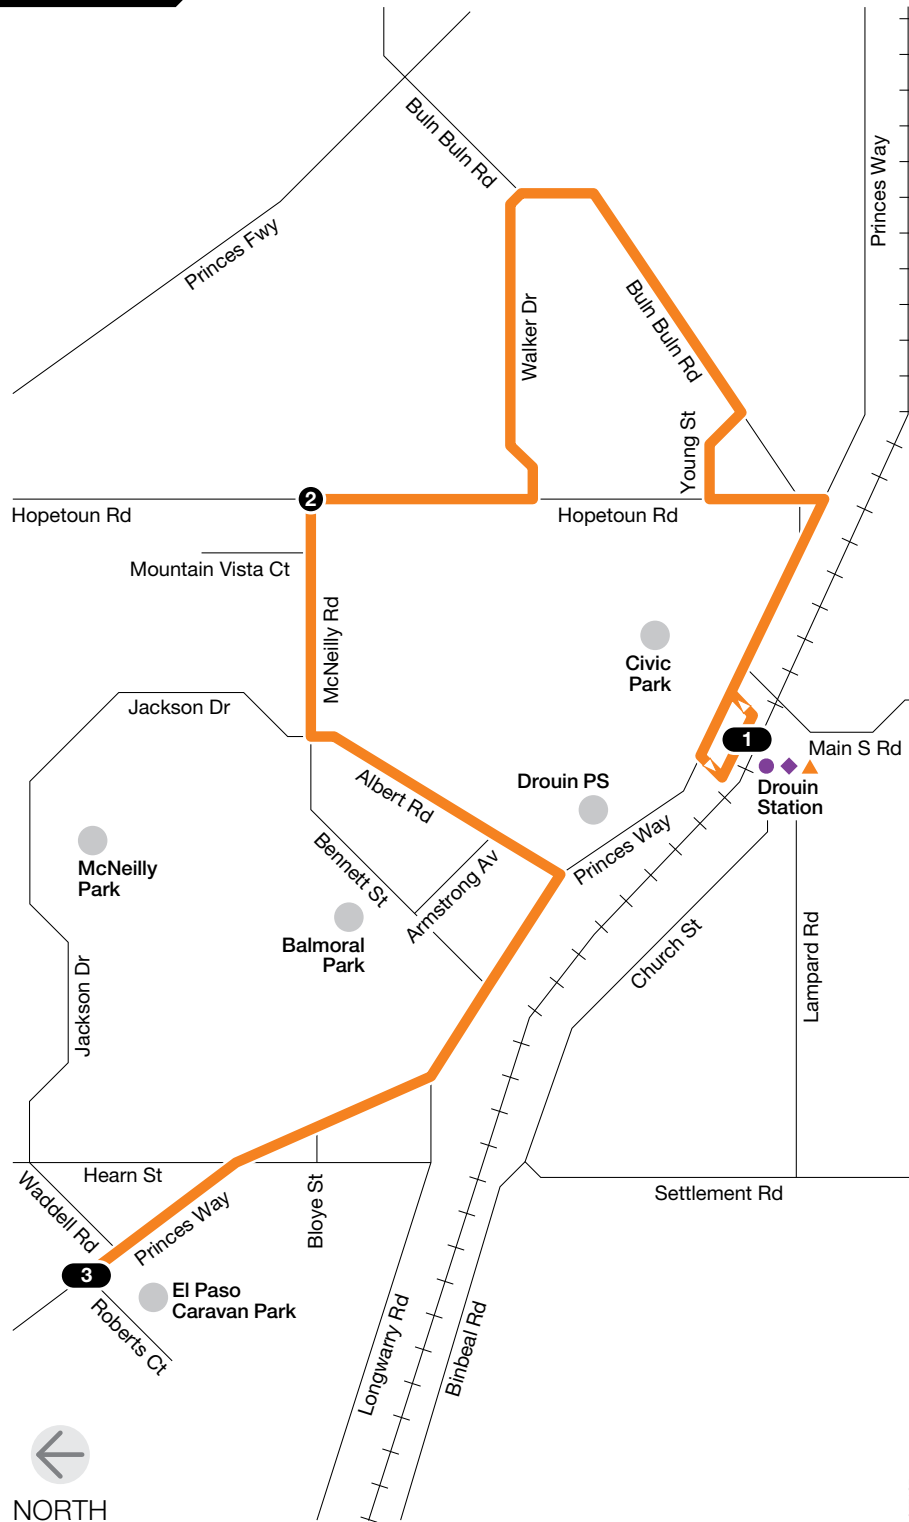 Princes Way
Buln Buln Rd
Princes Fwy
Walker Dr
Buln Buln Rd
Young St
2
Hopetoun Rd
Hopetoun Rd
Mountain Vista Ct
McNeilly Rd
Civic
Park
Jackson Dr
1
Main S Rd
Drouin PS
Drouin
Station
Albert Rd
Princes Way
McNeilly
Park
Bennett St
Armstrong Av
Balmoral
Park
Church St
Lampard Rd
Jackson Dr
Hearn St
Settlement Rd
Waddell Rd
Princes Way
Bloye St
3
El Paso
Caravan Park
Roberts Ct
Longwarry Rd
Binbeal Rd
NORTH